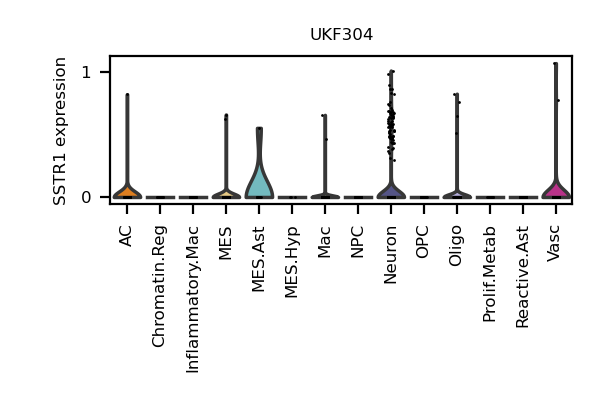 UKF304
SSTR1 expression
1
0
AC
Chromatin.Reg
Inflammatory.Mac
MES
MES.Ast
MES.Hyp
Mac
NPC
Neuron
OPC
Oligo
Prolif.Metab
Reactive.Ast
Vasc